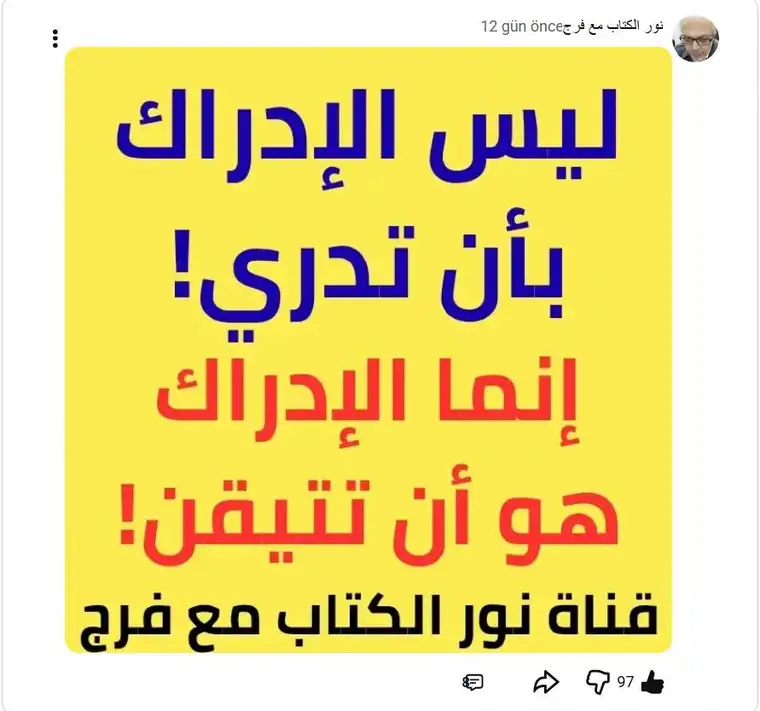 نور الكتاب مع فرج 12 gün önce
ليس الإدراك
بأن تدري!
إنما الإدراك
هو أن تتيقن!
قناة نور الكتاب مع فرج
97